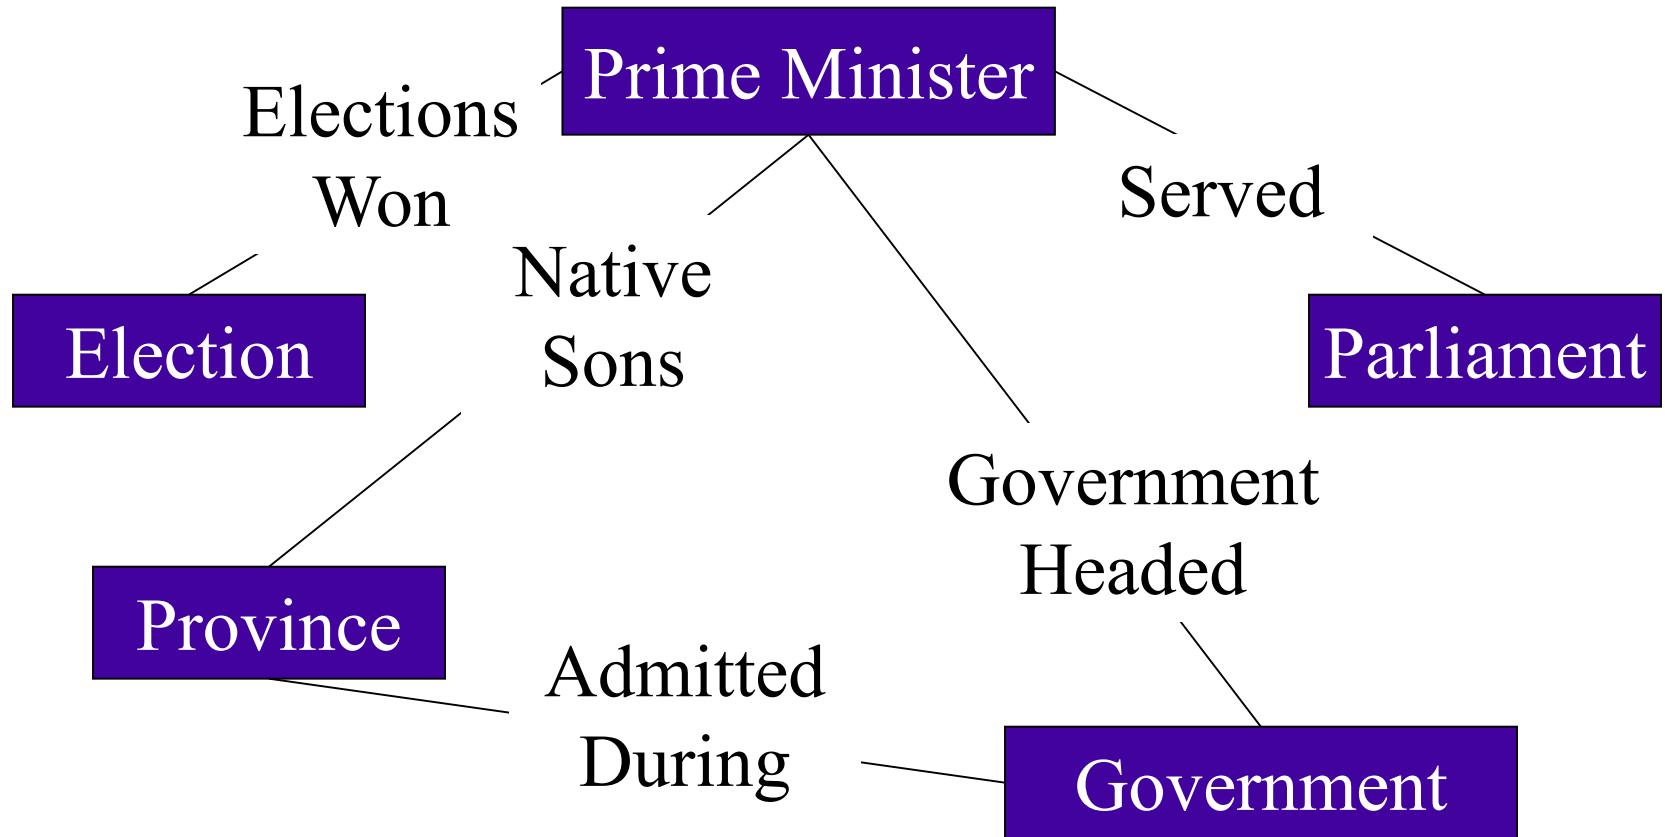 Prime Minister
Elections
Won
Served
Native
Sons
Election
Parliament
Government
Headed
Province
Admitted
During
Government